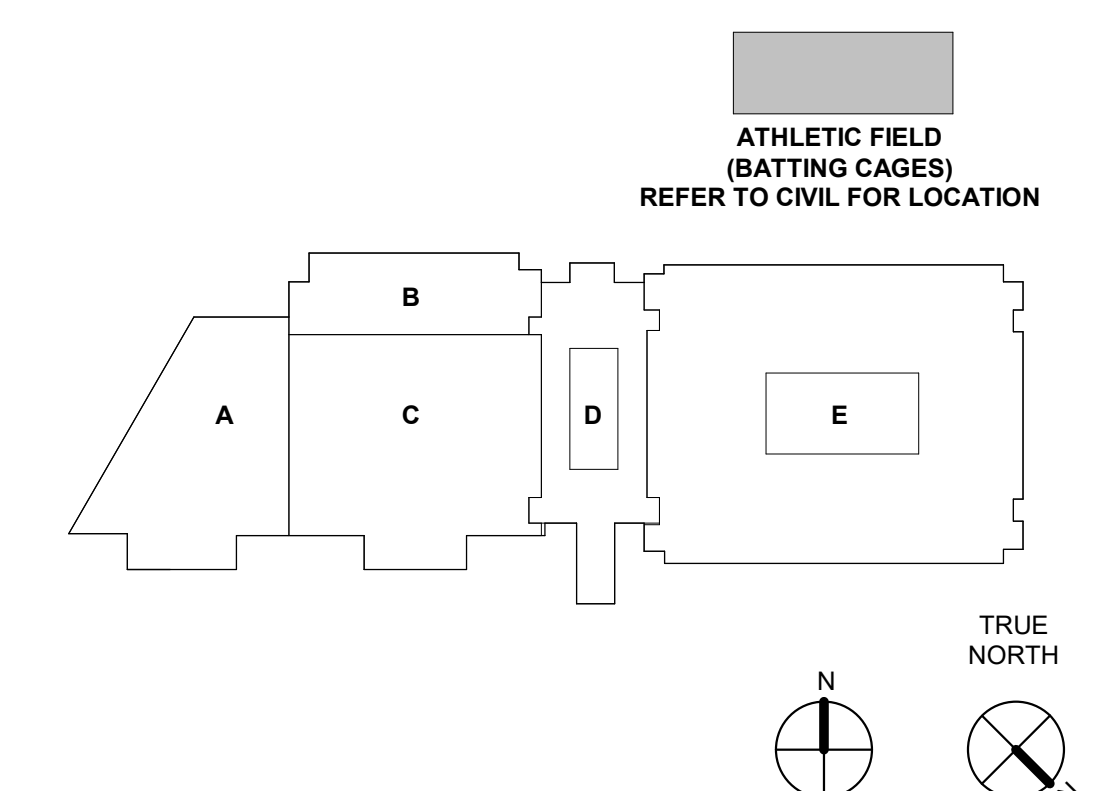 ATHLETIC FIELD
(BATTING CAGES)
REFER TO CIVIL FOR LOCATION
B
A
C
D
E
TRUE
NORTH
N